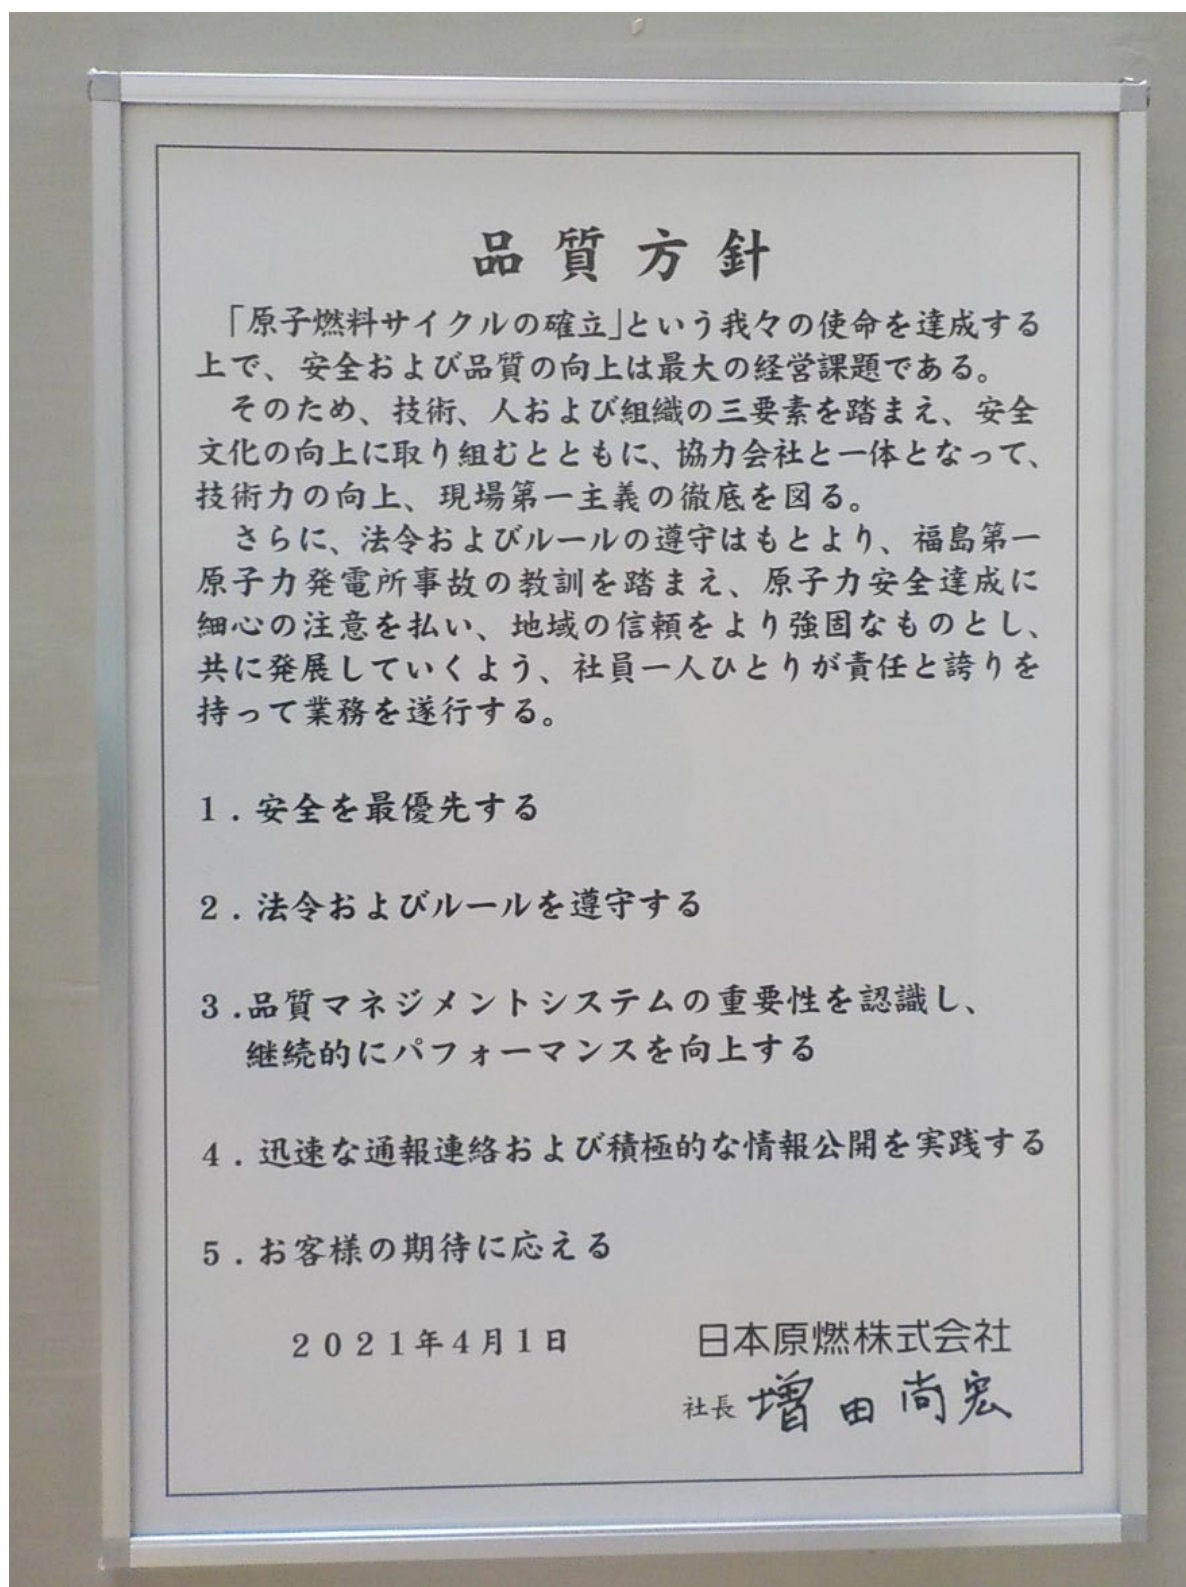 品質方針
「原子燃料サイクルの確立」という我々の使命を達成する
上で、安全および品質の向上は最大の経営課題である。
そのため、技術、人および組織の三要素を踏まえ、安全
文化の向上に取り組むとともに、協力会社と一体となって、
技術力の向上、現場第一主義の徹底を図る。
さらに、法令およびルールの遵守はもとより、福島第一
原子力発電所事故の教訓を踏まえ、原子力安全達成に
細心の注意を払い、地域の信頼をより強固なものとし、
共に発展していくよう、社員一人ひとりが責任と誇りを
持って業務を遂行する。
1.安全を最優先する
2.法令およびルールを遵守する
3.品質マネジメントシステムの重要性を認識し、
継続的にパフォーマンスを向上する
4.迅速な通報連絡および積極的な情報公開を実践する
5.お客様の期待に応える
2021年4月1日
日本原燃株式会社
社長 増田尚宏